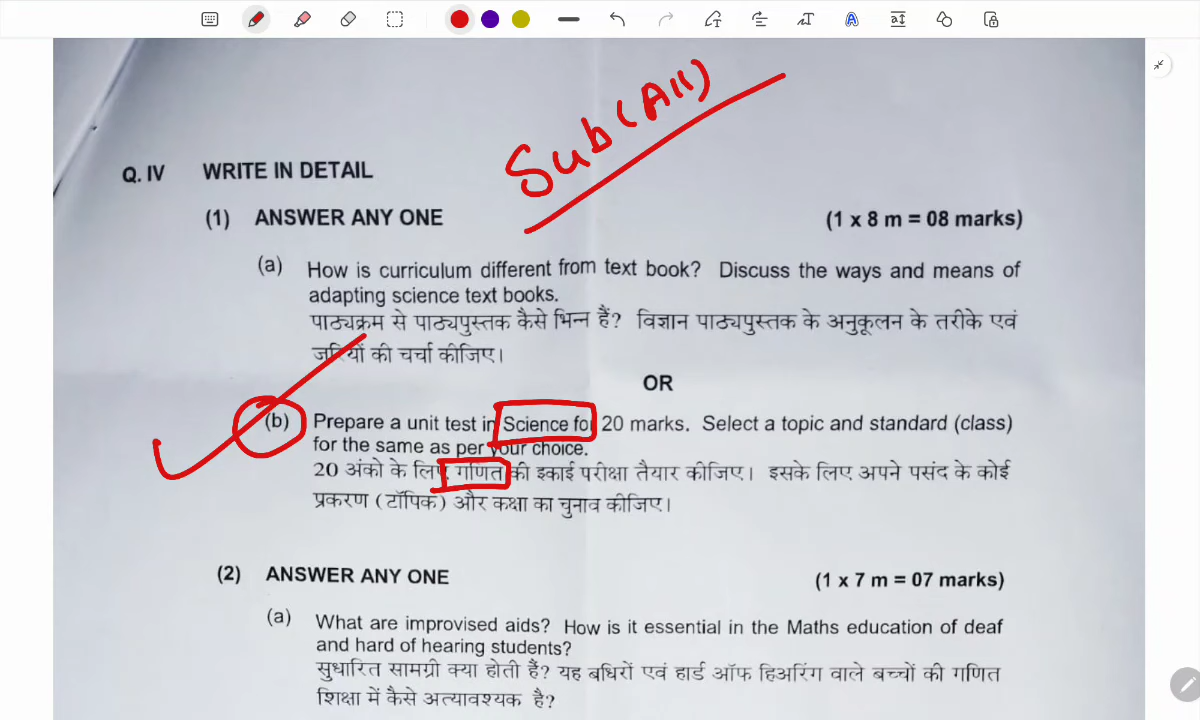 Sub(All)
Q. IV WRITE IN DETAIL
(1) ANSWER ANY ONE (1 x 8 m = 08 marks)
(a) How is curriculum different from text book? Discuss the ways and means of
adapting science text books.
पाठ्यक्रम से पाठ्यपुस्तक कैसे भिन्न हैं? विज्ञान पाठ्यपुस्तक के अनुकूलन के तरीके एवं
जरियों की चर्चा कीजिए।
OR
(b) Prepare a unit test in Science for 20 marks. Select a topic and standard (class)
for the same as per your choice.
20 अंको के लिए गणित की इकाई परीक्षा तैयार कीजिए। इसके लिए अपने पसंद के कोई
प्रकरण (टॉपिक) और कक्षा का चुनाव कीजिए।
(2) ANSWER ANY ONE (1 x 7 m = 07 marks)
(a) What are improvised aids? How is it essential in the Maths education of deaf
and hard of hearing students?
सुधारित सामग्री क्या होती हैं? यह बधिरों एवं हार्ड ऑफ हिअरिंग वाले बच्चों की गणित
शिक्षा में कैसे अत्यावश्यक है?